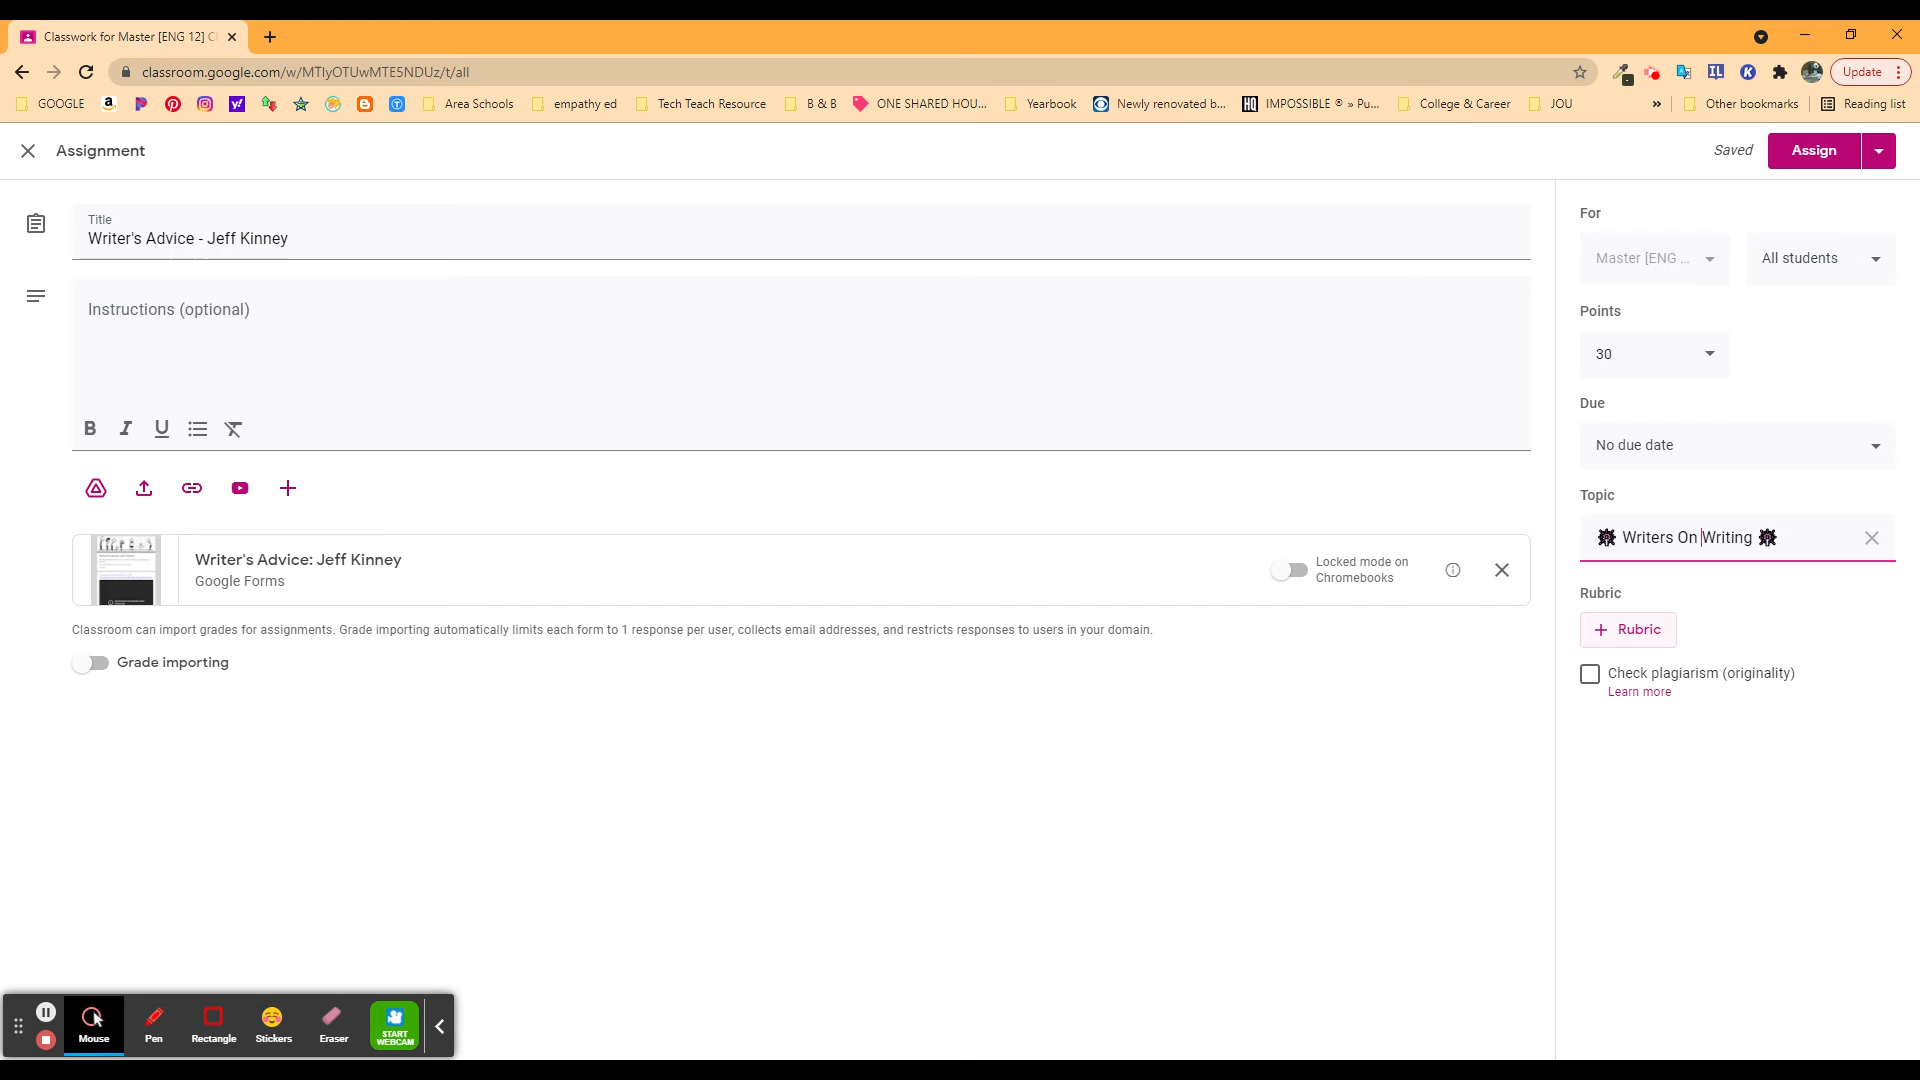 Classwork for Master [ENG 12] C
classroom.google.com/w/MTIyOTUwMTE5NDUz/t/all
Update
GOOGLE
Area Schools
empathy ed
Tech Teach Resource
B & B
ONE SHARED HOU...
Yearbook
Newly renovated b...
HQ
IMPOSSIBLE ® » Pu...
College & Career
JOU
»
Other bookmarks
Reading list
Assignment
Saved
Assign
Title
Writer's Advice - Jeff Kinney
Instructions (optional)
B I U
Writer's Advice: Jeff Kinney
Google Forms
Locked mode on
Chromebooks
Classroom can import grades for assignments. Grade importing automatically limits each form to 1 response per user, collects email addresses, and restricts responses to users in your domain.
Grade importing
For
Master [ENG ...
All students
Points
30
Due
No due date
Topic
Writers On Writing
Rubric
+ Rubric
Check plagiarism (originality)
Learn more
Mouse
Pen
Rectangle
Stickers
Eraser
START
WEBCAM